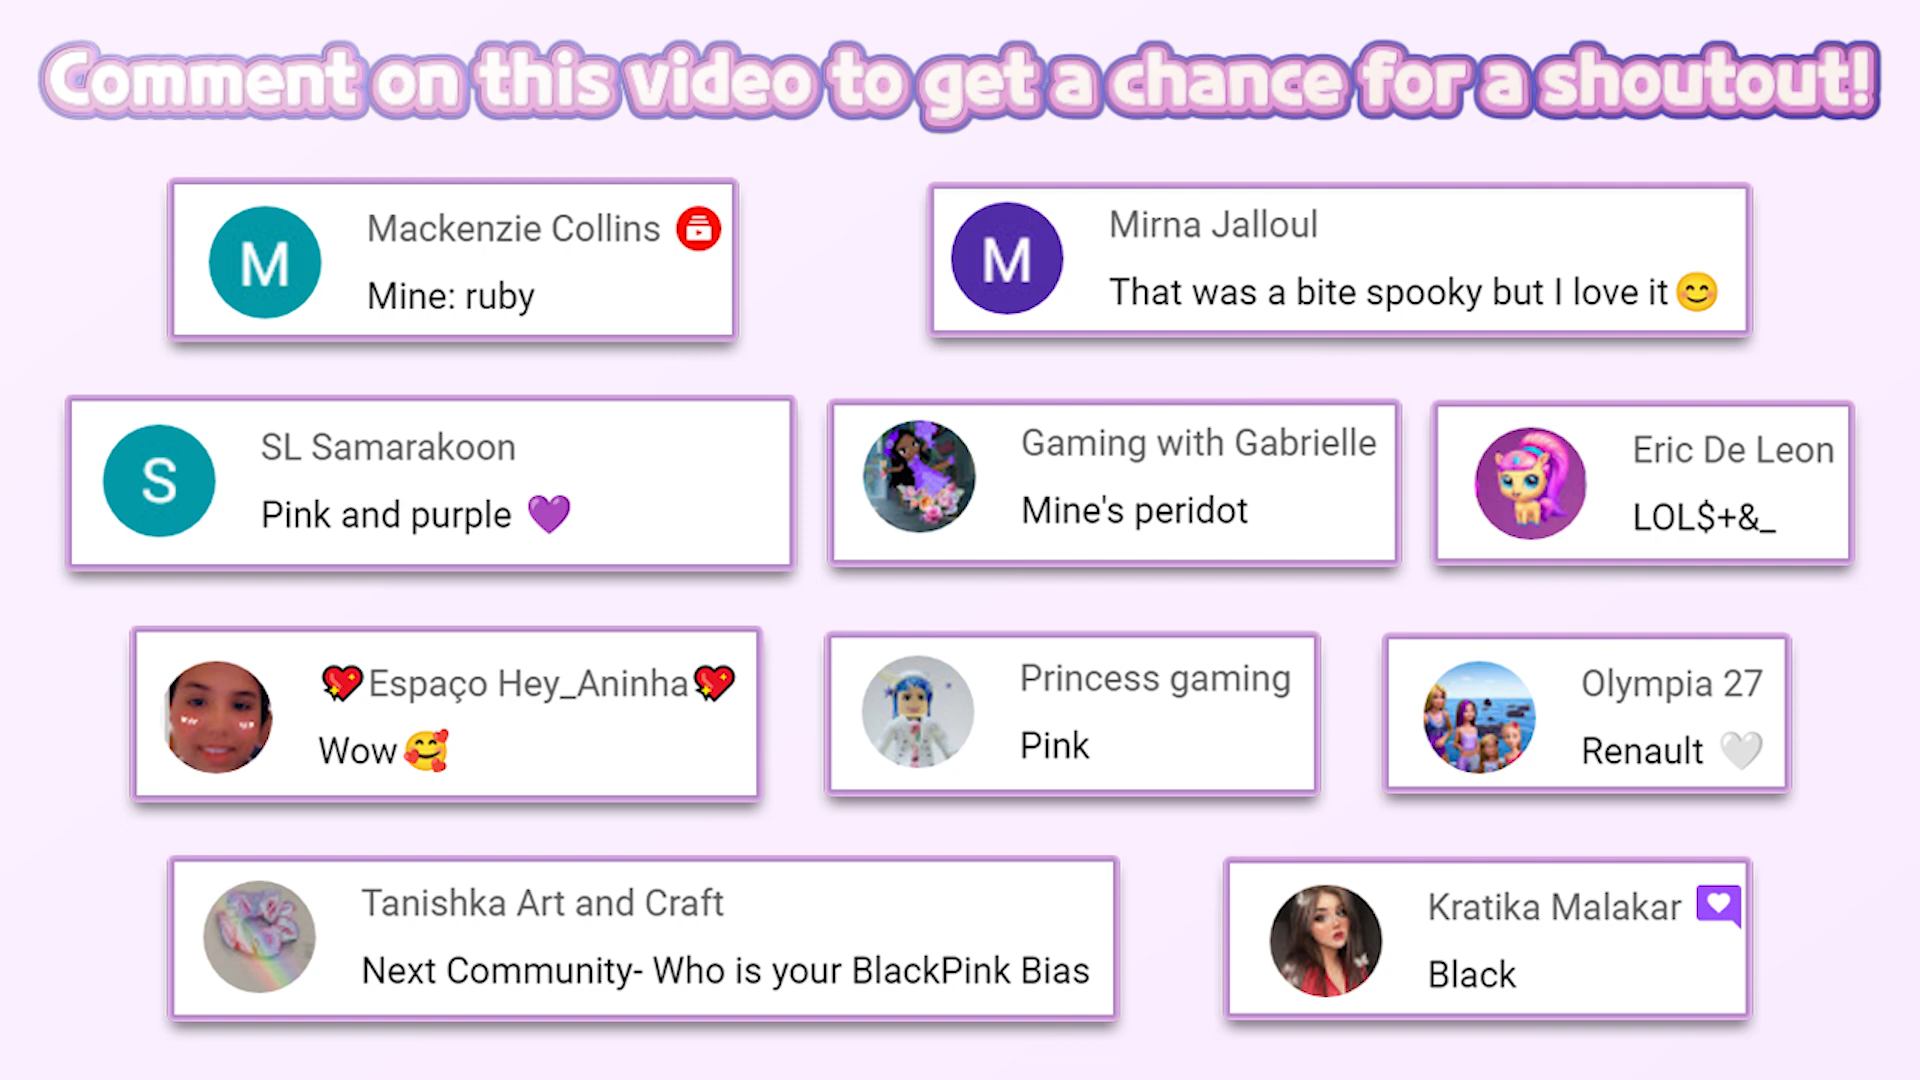 Comment on this video to get a chance for a shoutout!
M
Mackenzie Collins
Mine: ruby
M
Mirna Jalloul
That was a bite spooky but I love it😊
S
SL Samarakoon
Pink and purple 💜
Gaming with Gabrielle
Mine's peridot
Eric De Leon
LOL$+&_
💖Espaço Hey_Aninha💖
Wow🥰
Princess gaming
Pink
Olympia 27
Renault 🤍
Tanishka Art and Craft
Next Community- Who is your BlackPink Bias
Kratika Malakar
Black